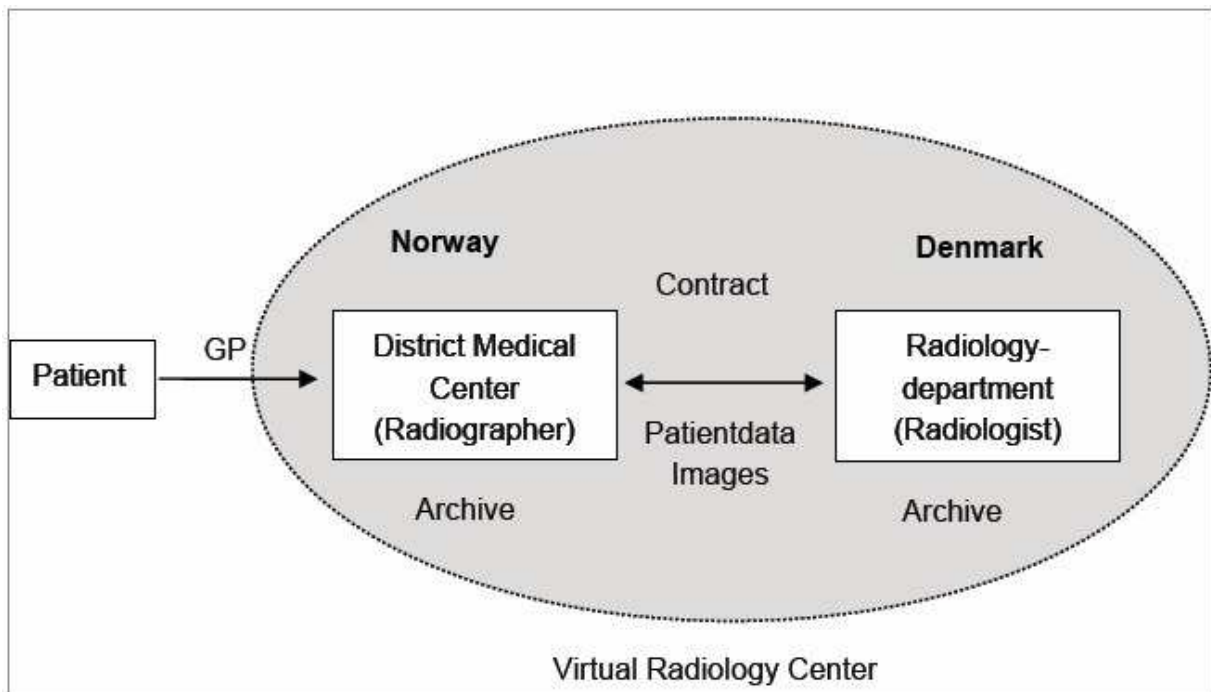 Norway
Denmark
Contract
Patient
GP
District Medical
Center
(Radiographer)
Radiology-
department
(Radiologist)
Patientdata
Images
Archive
Archive
Virtual Radiology Center